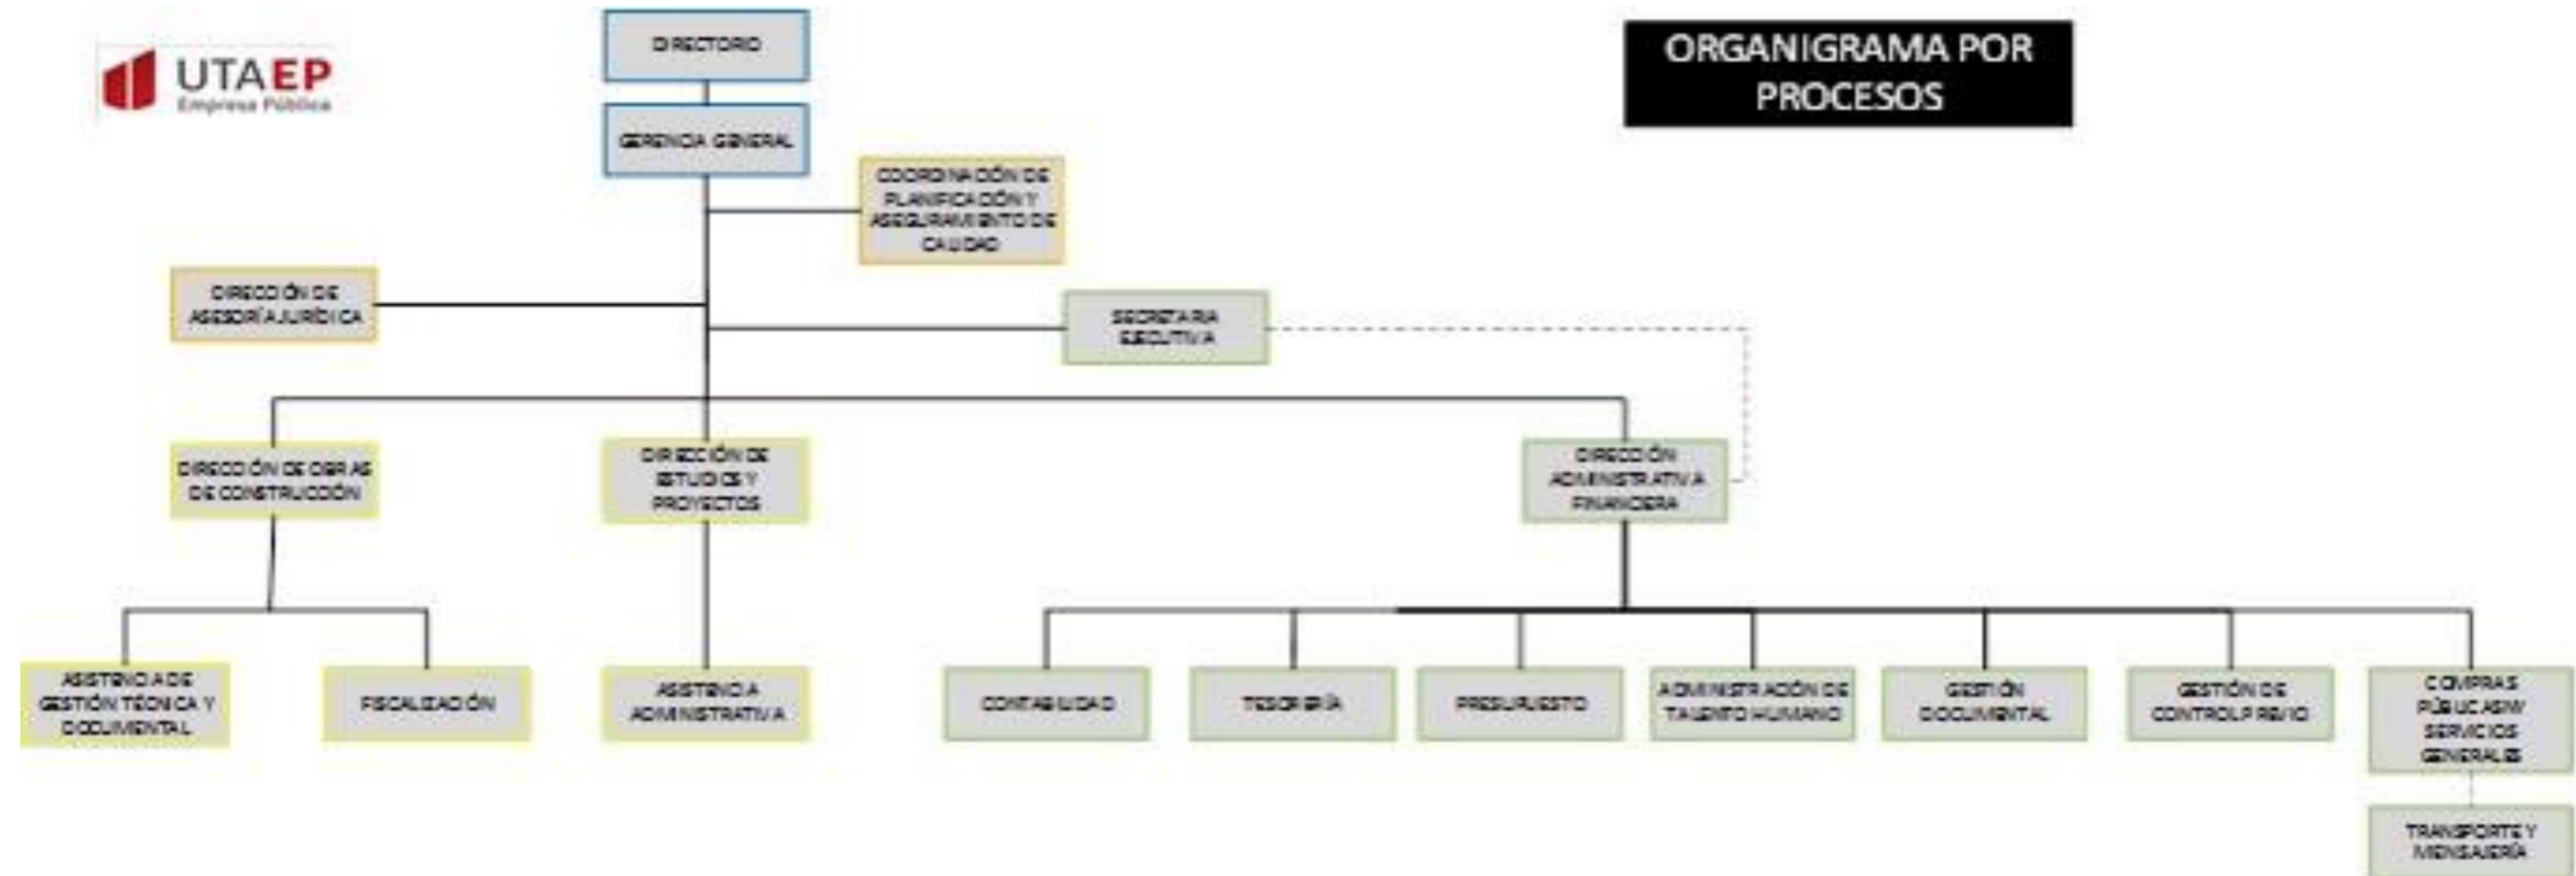 UTAEP
Empresa Pública
ORGANIGRAMA POR
PROCESOS
DIRECTORIO
GERENCIA GENERAL
COORDINACIÓN DE
PLANIFICACIÓN Y
ASEGURAMIENTO DE
CALIDAD
DIRECCIÓN DE
ASESORÍA JURÍDICA
SECRETARIA
EJECUTIVA
DIRECCIÓN DE OBRAS
DE CONSTRUCCIÓN
DIRECCIÓN DE
ESTUDIOS Y
PROYECTOS
DIRECCIÓN
ADMINISTRATIVA
FINANCIERA
ASISTENCIA DE
GESTIÓN TÉCNICA Y
DOCUMENTAL
FISCALIZACIÓN
ASISTENCIA
ADMINISTRATIVA
CONTABILIDAD
TESORERÍA
PRESUPUESTO
ADMINISTRACIÓN DE
TALENTO HUMANO
GESTIÓN
DOCUMENTAL
GESTIÓN DE
CONTROL PREVIO
COMPRAS
PÚBLICAS Y
SERVICIOS
GENERALES
TRANSPORTE Y
MENSAJERÍA